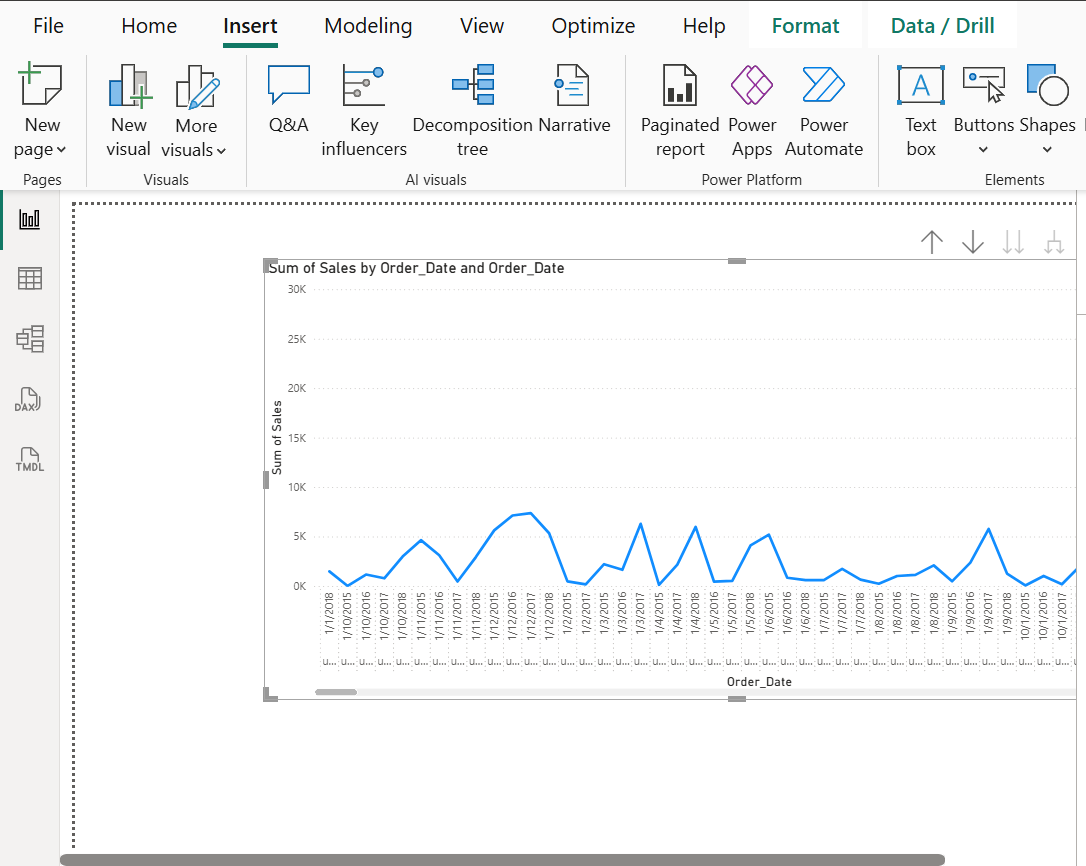 File Home Insert Modeling View Optimize Help Format Data / Drill
New page
New visual
More visuals
Q&A
Key influencers
Decomposition tree
Narrative
Paginated report
Power Apps
Power Automate
Text box
Buttons
Shapes
Pages Visuals AI visuals Power Platform Elements
DAX
TMDL
Sum of Sales by Order_Date and Order_Date
30K
25K
20K
15K
10K
5K
0K
Sum of Sales
1/1/2018 1/10/2015 1/10/2016 1/10/2017 1/10/2018 1/11/2015 1/11/2016 1/11/2017 1/11/2018 1/12/2015 1/12/2016 1/12/2017 1/12/2018 1/2/2015 1/2/2017 1/3/2015 1/3/2016 1/3/2017 1/4/2015 1/4/2017 1/4/2018 1/5/2016 1/5/2017 1/5/2018 1/6/2015 1/6/2016 1/6/2018 1/7/2015 1/7/2017 1/7/2018 1/8/2015 1/8/2016 1/8/2017 1/8/2018 1/9/2015 1/9/2016 1/9/2017 1/9/2018 10/1/2015 10/1/2016 10/1/2017
u... u... u... u... u... u... u... u... u... u... u... u... u... u... u... u... u... u... u... u... u... u... u... u... u... u... u... u... u... u... u... u... u... u... u... u... u... u... u... u... u...
Order_Date